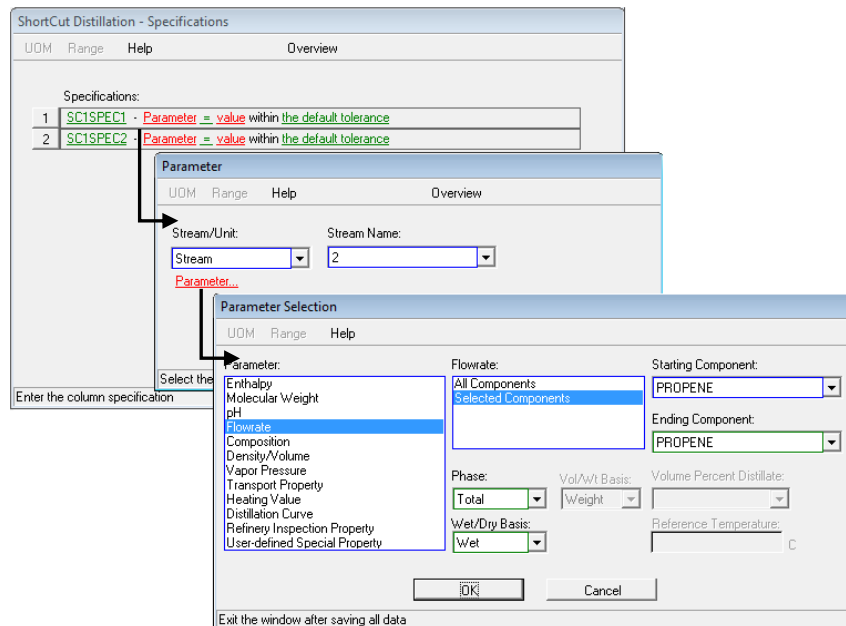 ShortCut Distillation - Specifications
UOM Range Help Overview
Specifications:
1 SC1SPEC1 - Parameter = value within the default tolerance
2 SC1SPEC2 - Parameter = value within the default tolerance
Parameter
UOM Range Help Overview
Stream/Unit: Stream Name:
Stream 2
Parameter...
Parameter Selection
UOM Range Help
Parameter: Flowrate: Starting Component:
Enthalpy All Components PROPENE
Molecular Weight Selected Components
pH
Flowrate Ending Component:
Composition PROPENE
Density/Volume
Vapor Pressure Phase: Vol/Wt Basis: Volume Percent Distillate:
Transport Property Total Weight
Heating Value
Distillation Curve Wet/Dry Basis: Reference Temperature:
Refinery Inspection Property Wet C
User-defined Special Property
Select the
Enter the column specification
OK Cancel
Exit the window after saving all data